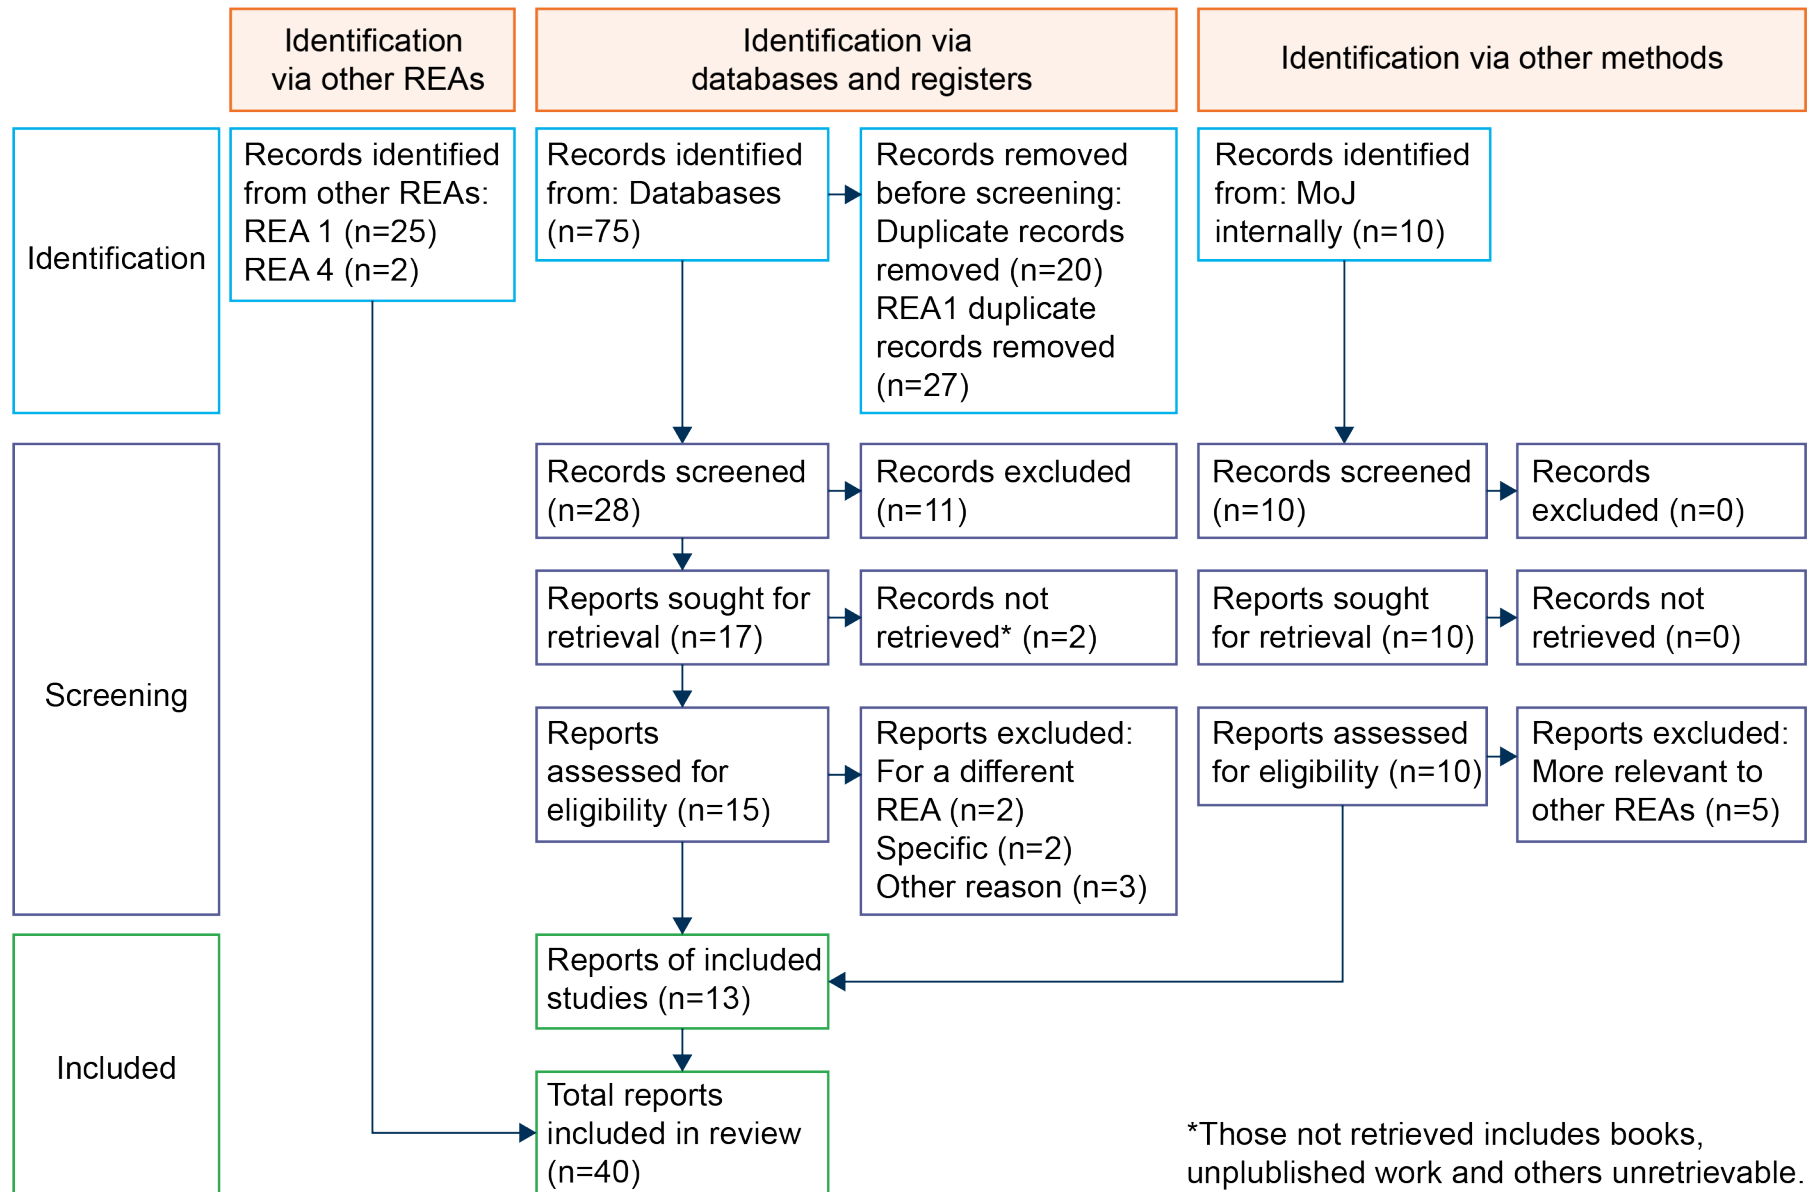 Identification
via other REAs
Identification via
databases and registers
Identification via other methods
Identification
Records identified
from other REAs:
REA 1 (n=25)
REA 4 (n=2)
Records identified
from: Databases
(n=75)
Records removed
before screening:
Duplicate records
removed (n=20)
REA1 duplicate
records removed
(n=27)
Records identified
from: MoJ
internally (n=10)
Screening
Records screened
(n=28)
Records excluded
(n=11)
Records screened
(n=10)
Records
excluded (n=0)
Reports sought for
retrieval (n=17)
Records not
retrieved* (n=2)
Reports sought
for retrieval (n=10)
Records not
retrieved (n=0)
Reports
assessed for
eligibility (n=15)
Reports excluded:
For a different
REA (n=2)
Specific (n=2)
Other reason (n=3)
Reports assessed
for eligibility (n=10)
Reports excluded:
More relevant to
other REAs (n=5)
Included
Reports of included
studies (n=13)
Total reports
included in review
(n=40)
*Those not retrieved includes books,
unplublished work and others unretrievable.